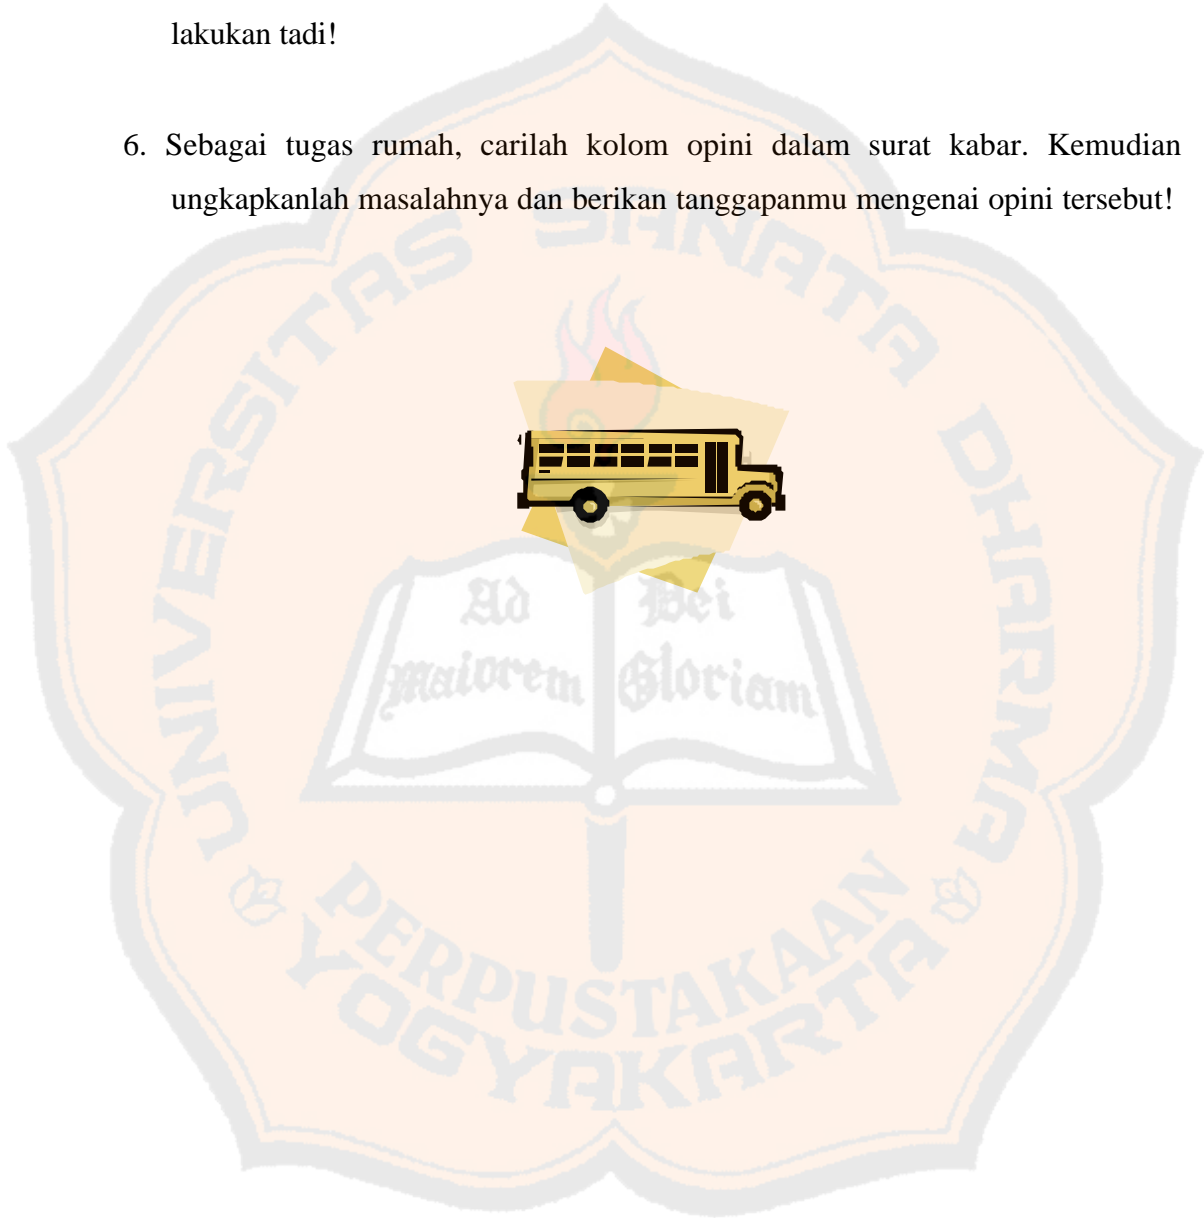 lakukan tadi!
6. Sebagai tugas rumah, carilah kolom opini dalam surat kabar. Kemudian
ungkapkanlah masalahnya dan berikan tanggapanmu mengenai opini tersebut!
UNIVERSITAS SANATA DHARMA
Ad Dei
maiorem Gloriam
PERPUSTAKAAN
YOGYAKARTA